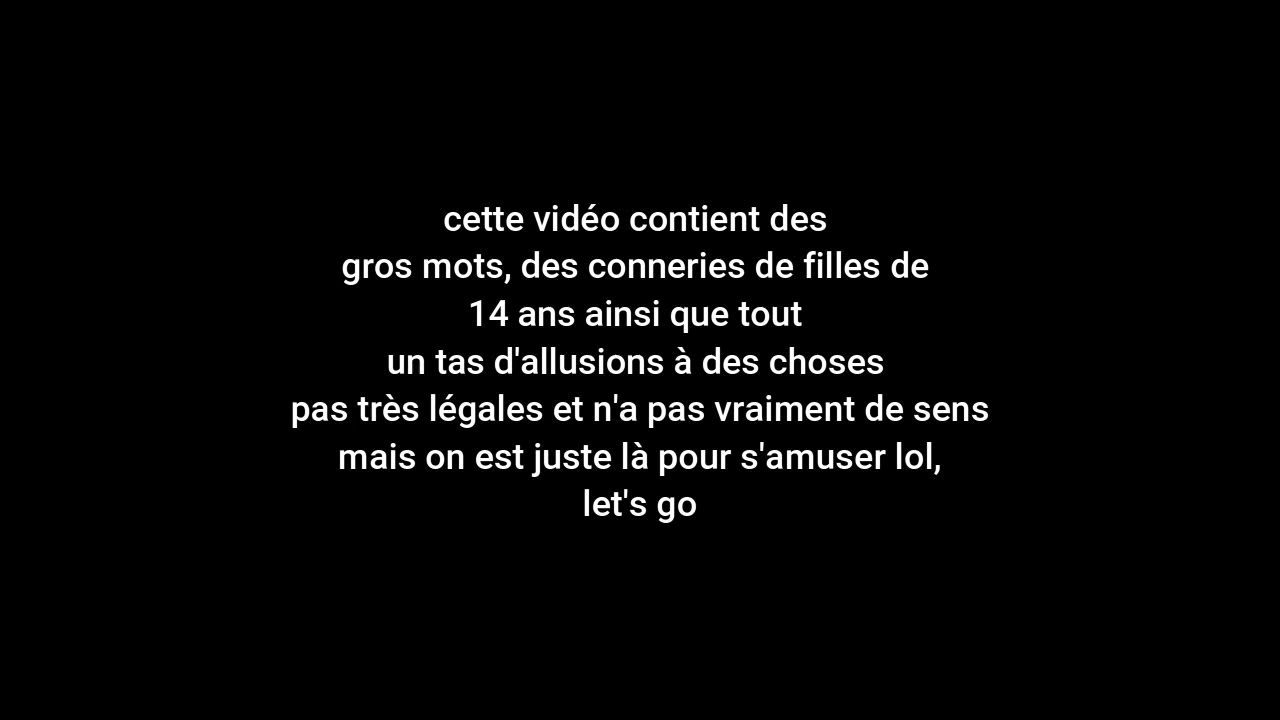 cette vidéo contient des
gros mots, des conneries de filles de
14 ans ainsi que tout
un tas d'allusions à des choses
pas très légales et n'a pas vraiment de sens
mais on est juste là pour s'amuser lol,
let's go